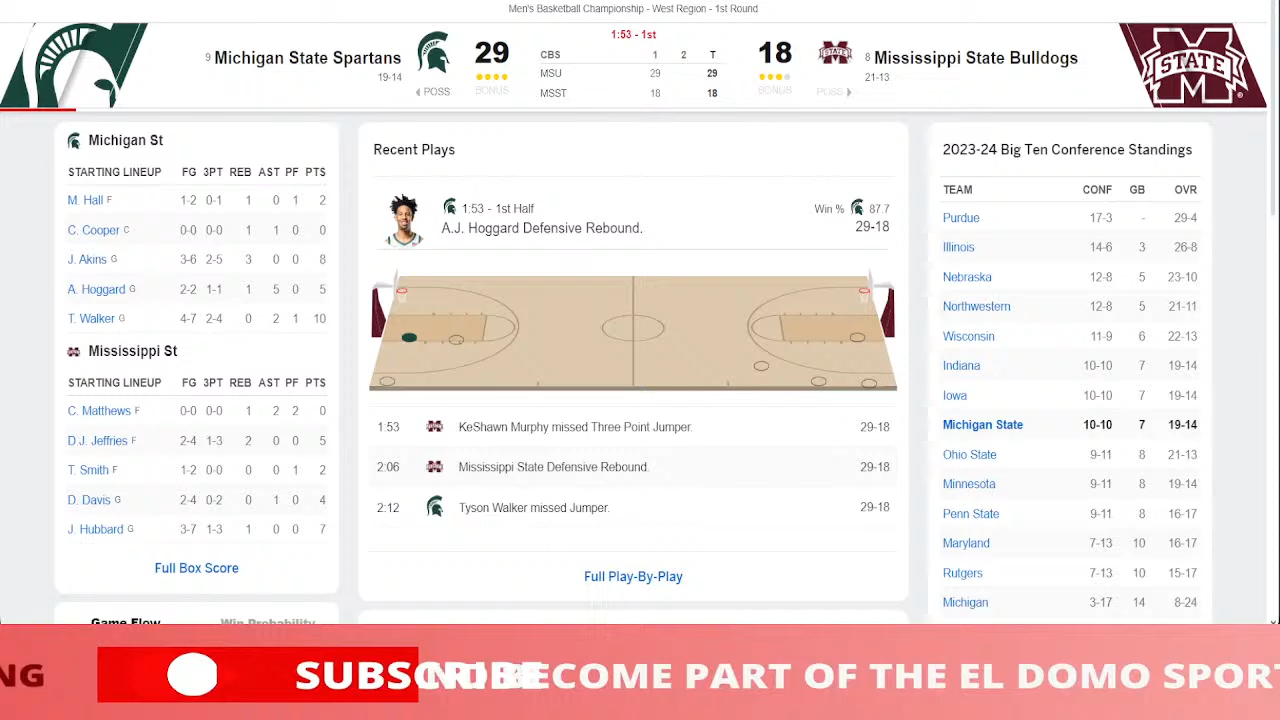 Men's Basketball Championship - West Region - 1st Round
9 Michigan State Spartans
19-14
29
BONUS
POSS
1:53 - 1st
CBS 1 2 T
MSU 29 29
MSST 18 18
18
BONUS
POSS
8 Mississippi State Bulldogs
21-13
STATE
Michigan St
STARTING LINEUP FG 3PT REB AST PF PTS
M. Hall F 1-2 0-1 1 0 1 2
C. Cooper C 0-0 0-0 1 1 0 0
J. Akins G 3-6 2-5 3 0 0 8
A. Hoggard G 2-2 1-1 1 5 0 5
T. Walker G 4-7 2-4 0 2 1 10
Mississippi St
STARTING LINEUP FG 3PT REB AST PF PTS
C. Matthews F 0-0 0-0 1 2 2 0
D.J. Jeffries F 2-4 1-3 2 0 0 5
T. Smith F 1-2 0-0 0 0 1 2
D. Davis G 2-4 0-2 0 1 0 4
J. Hubbard G 3-7 1-3 1 0 0 7
Full Box Score
Game Flow Win Probability
Recent Plays
1:53 - 1st Half
A.J. Hoggard Defensive Rebound.
Win % 87.7
29-18
1:53 KeShawn Murphy missed Three Point Jumper. 29-18
2:06 Mississippi State Defensive Rebound. 29-18
2:12 Tyson Walker missed Jumper. 29-18
Full Play-By-Play
2023-24 Big Ten Conference Standings
TEAM CONF GB OVR
Purdue 17-3 - 29-4
Illinois 14-6 3 26-8
Nebraska 12-8 5 23-10
Northwestern 12-8 5 21-11
Wisconsin 11-9 6 22-13
Indiana 10-10 7 19-14
Iowa 10-10 7 19-14
Michigan State 10-10 7 19-14
Ohio State 9-11 8 21-13
Minnesota 9-11 8 19-14
Penn State 9-11 8 16-17
Maryland 7-13 10 16-17
Rutgers 7-13 10 15-17
Michigan 3-17 14 8-24
NG SUBSCRIBE BECOME PART OF THE EL DOMO SPOR